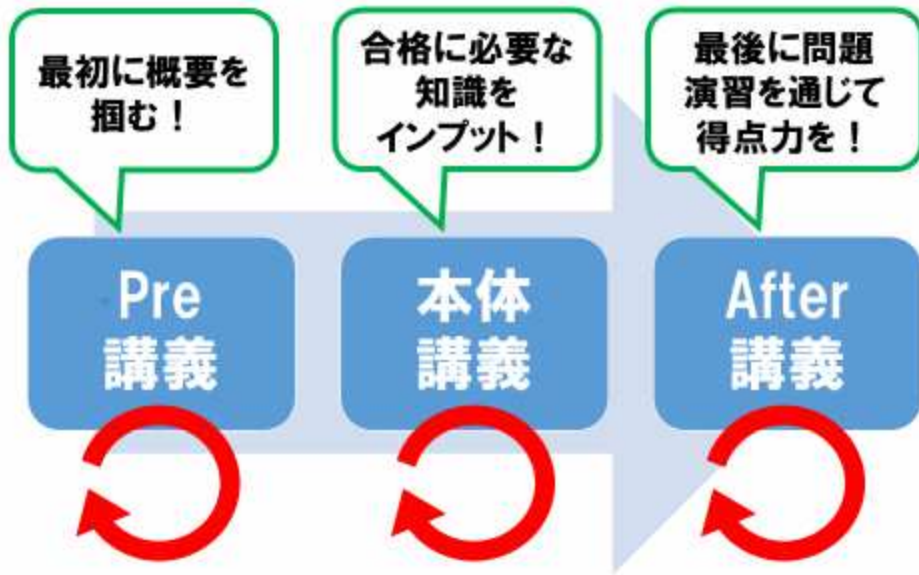 最初に概要を
掴む！
合格に必要な
知識を
インプット！
最後に問題
演習を通じて
得点力を！
Pre
講義
本体
講義
After
講義